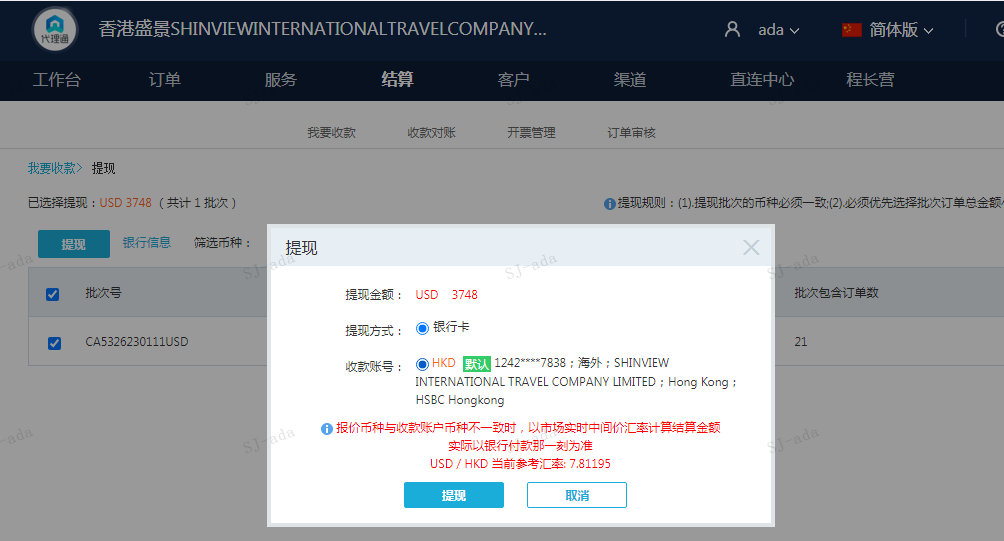 代理通
香港盛景SHINVIEWINTERNATIONALTRAVELCOMPANY...
ada
简体版
工作台
订单
服务
结算
客户
渠道
直连中心
程长营
我要收款
收款对账
开票管理
订单审核
我要收款> 提现
已选择提现：USD 3748 （ 共计 1 批次 ）
提现规则：(1).提现批次的币种必须一致;(2).必须优先选择批次订单总金额
提现
银行信息
筛选币种：
批次号
批次包含订单数
CA5326230111USD
21
提现
提现金额： USD 3748
提现方式： 银行卡
收款账号： HKD 默认 1242****7838；海外；SHINVIEW
INTERNATIONAL TRAVEL COMPANY LIMITED；Hong Kong；
HSBC Hongkong
报价币种与收款账户币种不一致时，以市场实时中间价汇率计算结算金额
实际以银行付款那一刻为准
USD / HKD 当前参考汇率: 7.81195
提现
取消
SJ-ada
SJ-ada
SJ-ada
SJ-ada
SJ-ada
SJ-ada